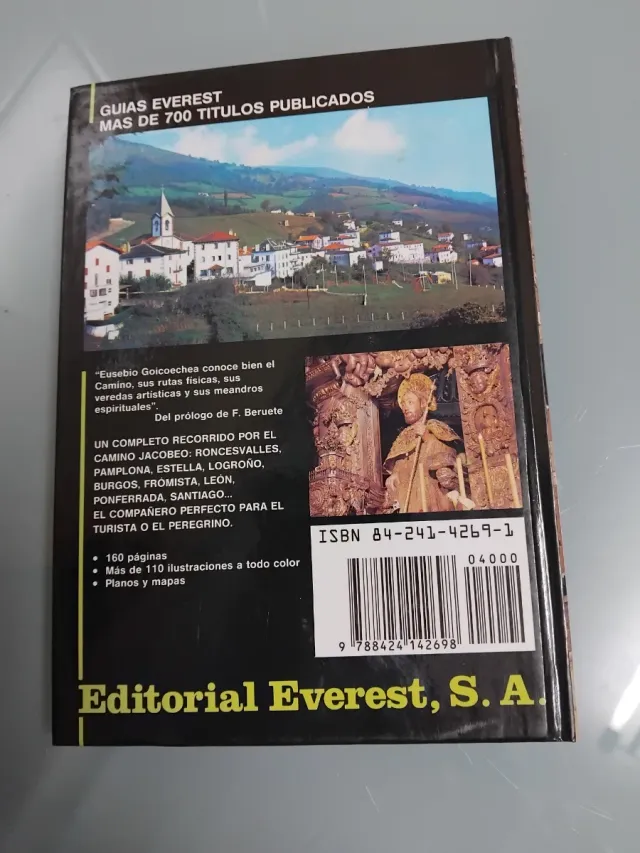 GUIAS EVEREST
MAS DE 700 TITULOS PUBLICADOS
"Eusebio Goicoechea conoce bien el
Camino, sus rutas físicas, sus
veredas artísticas y sus meandros
espirituales".
Del prólogo de F. Beruete
UN COMPLETO RECORRIDO POR EL
CAMINO JACOBEO: RONCESVALLES,
PAMPLONA, ESTELLA, LOGROÑO,
BURGOS, FRÓMISTA, LEÓN,
PONFERRADA, SANTIAGO...
EL COMPAÑERO PERFECTO PARA EL
TURISTA O EL PEREGRINO.
• 160 páginas
• Más de 110 ilustraciones a todo color
• Planos y mapas
ISBN 84-241-4269-1
04000
9 788424 142698
Editorial Everest, S. A.